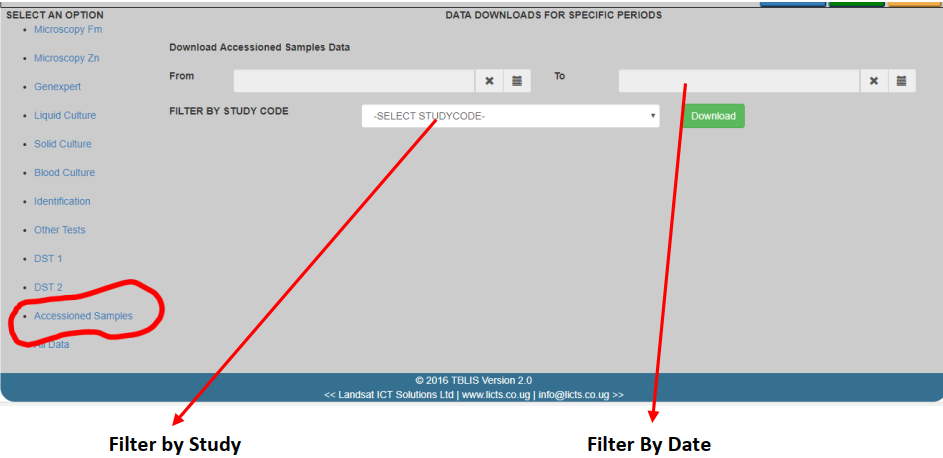 SELECT AN OPTION
DATA DOWNLOADS FOR SPECIFIC PERIODS
Microscopy Fm
Download Accessioned Samples Data
Microscopy Zn
From
To
Genexpert
FILTER BY STUDY CODE
-SELECT STUDYCODE-
Download
Liquid Culture
Solid Culture
Blood Culture
Identification
Other Tests
DST 1
DST 2
Accessioned Samples
All Data
© 2016 TBLIS Version 2.0
<< Landsat ICT Solutions Ltd | www.licts.co.ug | info@licts.co.ug >>
Filter by Study
Filter By Date